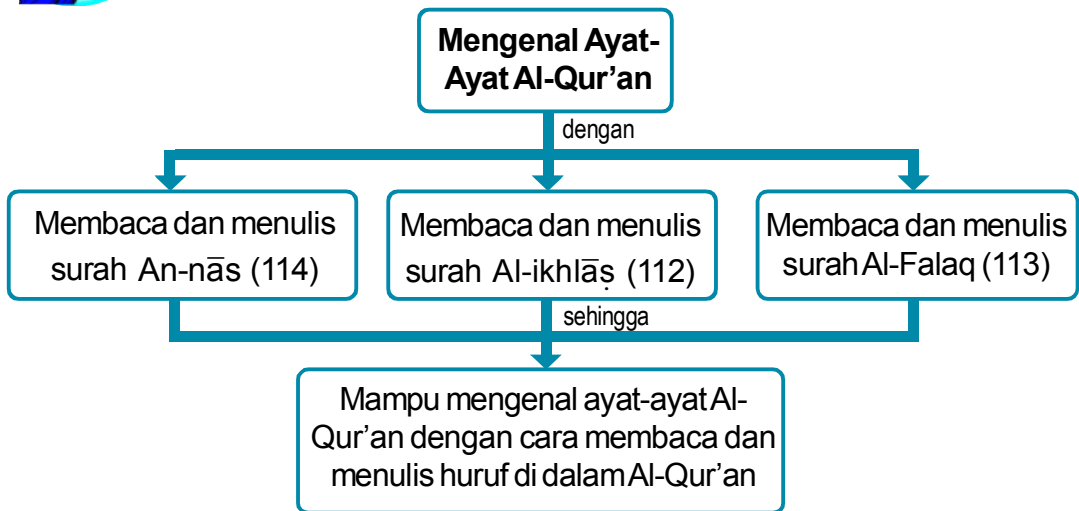 Mengenal Ayat-
Ayat Al-Qur’an
dengan
Membaca dan menulis
surah An-nās (114)
Membaca dan menulis
surah Al-ikhlāṣ (112)
Membaca dan menulis
surah Al-Falaq (113)
sehingga
Mampu mengenal ayat-ayat Al-
Qur’an dengan cara membaca dan
menulis huruf di dalam Al-Qur’an